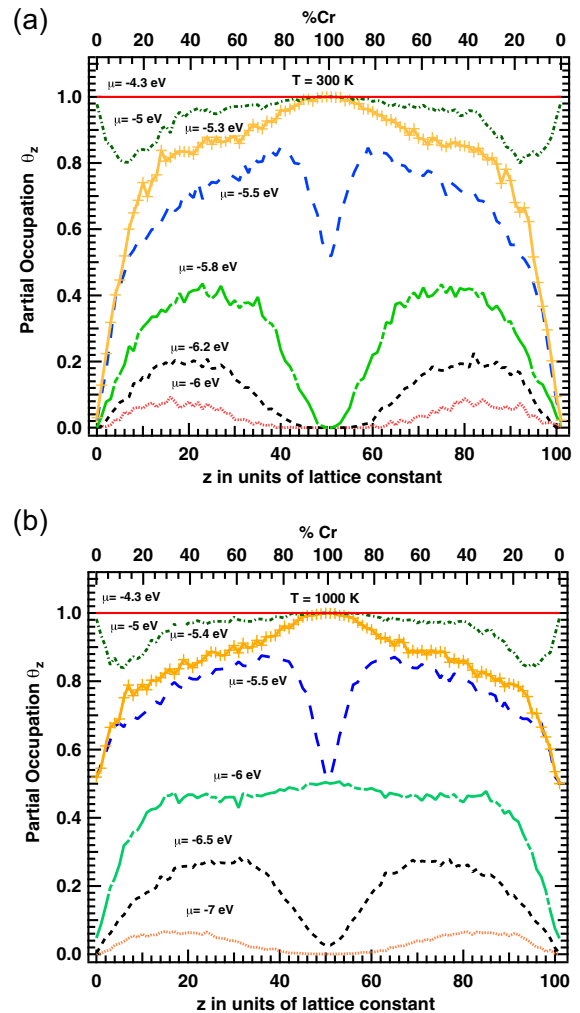 (a)
%Cr
0 20 40 60 80 100 80 60 40 20 0
μ= -4.3 eV
T = 300 K
1.0
μ= -5 eV
μ= -5.3 eV
0.8
μ= -5.5 eV
0.6
Partial Occupation θz
μ= -5.8 eV
0.4
μ= -6.2 eV
0.2
μ= -6 eV
0.0
0 20 40 60 80 100
z in units of lattice constant
(b)
% Cr
0 20 40 60 80 100 80 60 40 20 0
μ= -4.3 eV
T = 1000 K
1.0
μ= -5 eV
μ= -5.4 eV
0.8
μ= -5.5 eV
0.6
Partial Occupation θz
μ= -6 eV
0.4
μ= -6.5 eV
0.2
μ= -7 eV
0.0
0 20 40 60 80 100
z in units of lattice constant